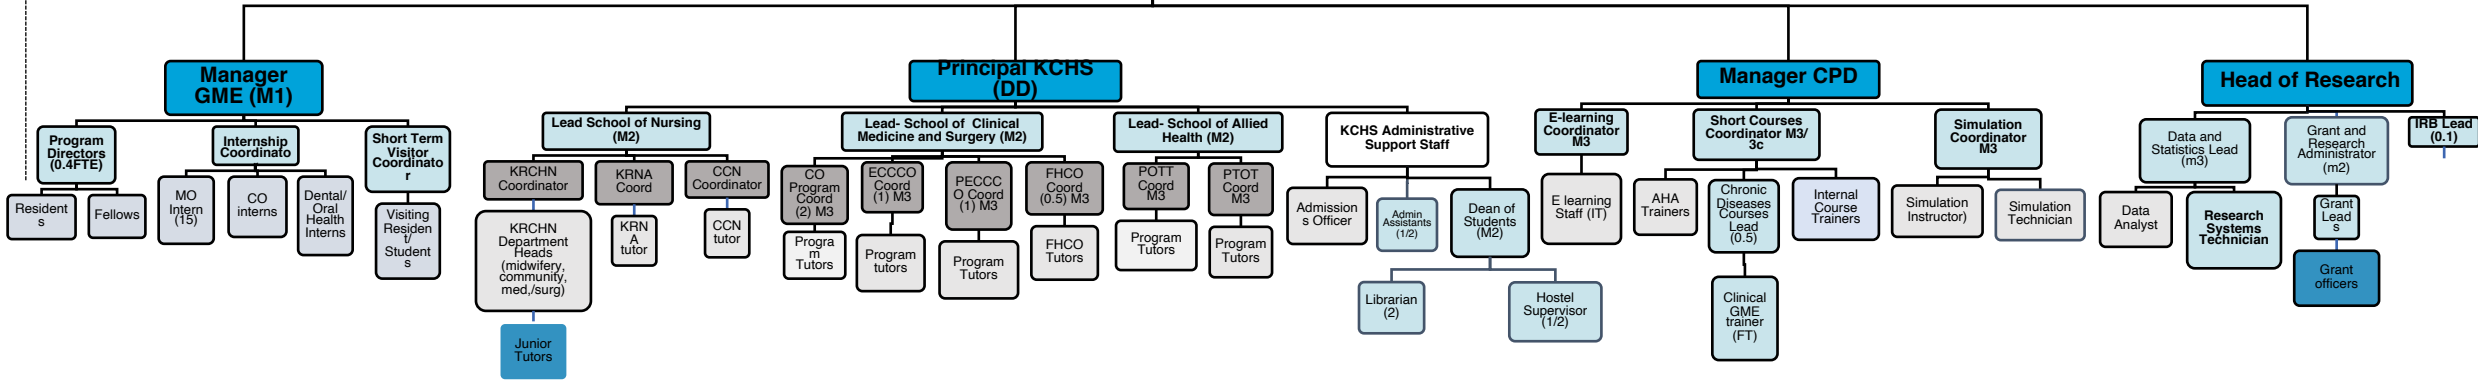 Manager
GME (M1)
Principal KCHS
(DD)
Manager CPD
Head of Research
Program
Directors
(0.4FTE)
Internship
Coordinato
Short Term
Visitor
Coordinato
r
Lead School of Nursing
(M2)
Lead- School of Clinical
Medicine and Surgery (M2)
Lead- School of Allied
Health (M2)
KCHS Administrative
Support Staff
E-learning
Coordinator
M3
Short Courses
Coordinator M3/
3c
Simulation
Coordinator
M3
Data and
Statistics Lead
(m3)
Grant and
Research
Administrator
(m2)
IRB Lead
(0.1)
Resident
s
Fellows
MO
Intern
(15)
CO
interns
Dental/
Oral
Health
Interns
Visiting
Residen
t/
Student
s
KRCHN
Coordinator
KRNA
Coord
CCN
Coordinator
CO
Program
Coord
(2) M3
ECCCO
Coord
(1) M3
PECCC
O Coord
(1) M3
FHCO
Coord
(0.5) M3
POTT
Coord
M3
PTOT
Coord
M3
Admission
s Officer
Admin
Assistants
(1/2)
Dean of
Students
(M2)
E learning
Staff (IT)
AHA
Trainers
Chronic
Diseases
Courses
Lead
(0.5)
Internal
Course
Trainers
Simulation
Instructor)
Simulation
Technician
Data
Analyst
Research
Systems
Technician
Grant
Lead
s
KRCHN
Department
Heads
(midwifery,
community,
med,/surg)
KRN
A
tutor
CCN
tutor
Progra
m
Tutors
Program
tutors
Program
Tutors
FHCO
Tutors
Program
Tutors
Program
Tutors
Librarian
(2)
Hostel
Supervisor
(1/2)
Clinical
GME
trainer
(FT)
Grant
officers
Junior
Tutors